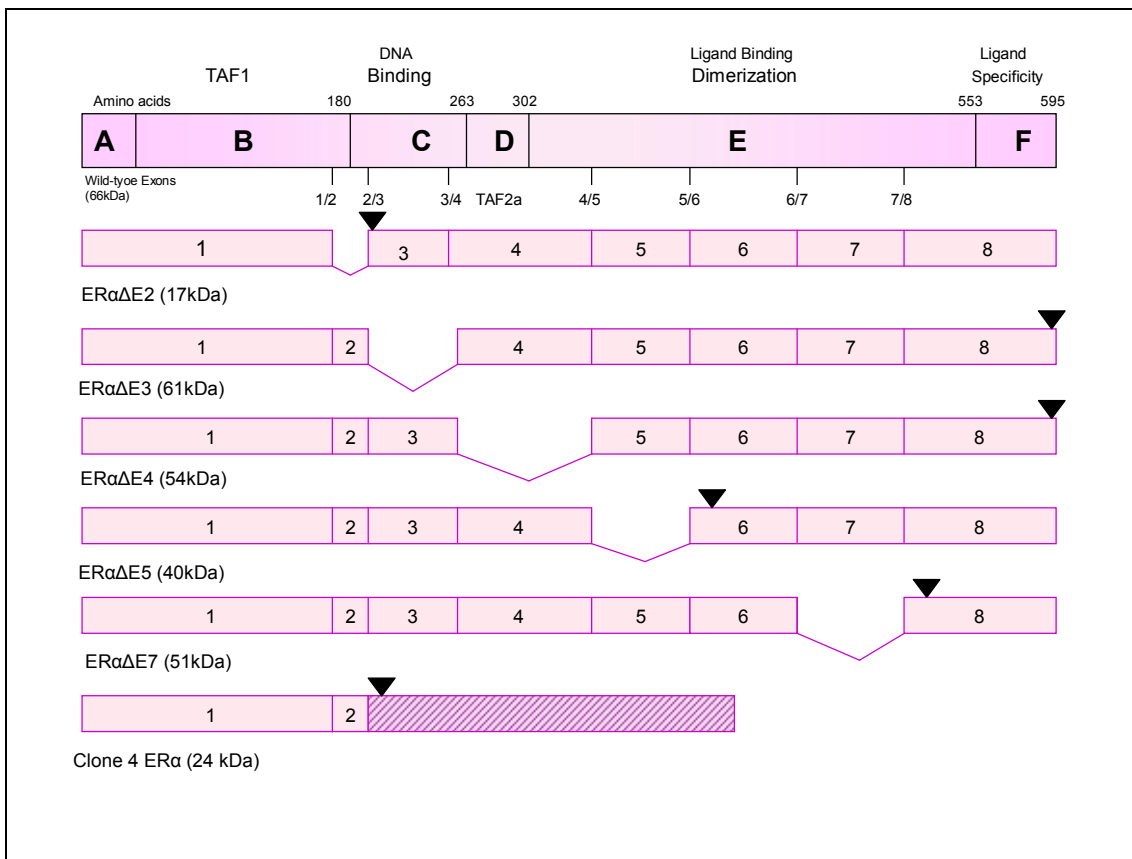 DNA Ligand Binding Ligand
TAF1 Binding Dimerization Specificity
Amino acids 180 263 302 553 595
A B C D E F
Wild-tyoe Exons
(66kDa)
1/2 2/3 3/4 TAF2a 4/5 5/6 6/7 7/8
1 3 4 5 6 7 8
ERαΔE2 (17kDa)
1 2 4 5 6 7 8
ERαΔE3 (61kDa)
1 2 3 5 6 7 8
ERαΔE4 (54kDa)
1 2 3 4 6 7 8
ERαΔE5 (40kDa)
1 2 3 4 5 6 8
ERαΔE7 (51kDa)
1 2
Clone 4 ERα (24 kDa)